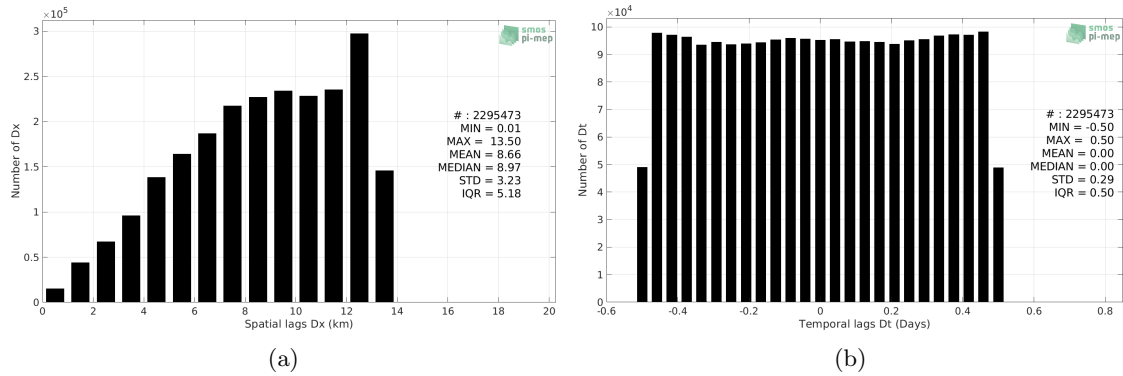 ×10⁵
3
2.5
2
1.5
1
0.5
0
Number of Dx
smos
pi-mep
# : 2295473
MIN = 0.01
MAX = 13.50
MEAN = 8.66
MEDIAN = 8.97
STD = 3.23
IQR = 5.18
0 2 4 6 8 10 12 14 16 18 20
Spatial lags Dx (km)
(a)
×10⁴
10
9
8
7
6
5
4
3
2
1
0
Number of Dt
smos
pi-mep
# : 2295473
MIN = -0.50
MAX = 0.50
MEAN = 0.00
MEDIAN = 0.00
STD = 0.29
IQR = 0.50
-0.6 -0.4 -0.2 0 0.2 0.4 0.6 0.8
Temporal lags Dt (Days)
(b)